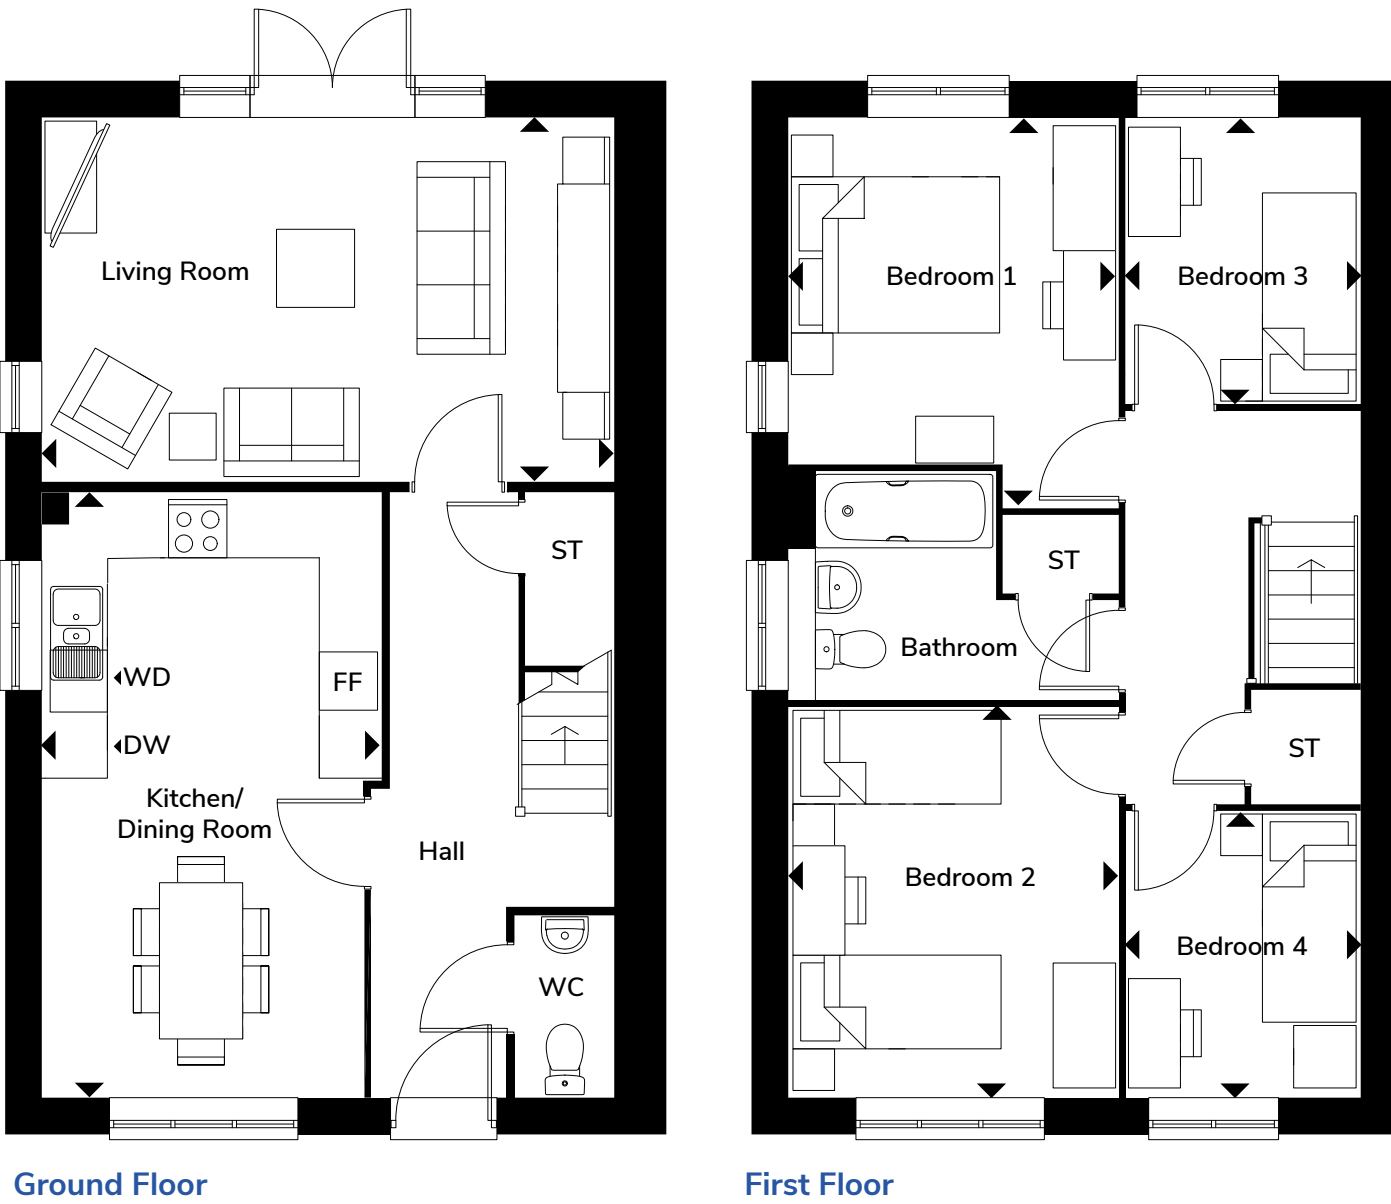 Living Room
ST
WD
FF
DW
Kitchen/
Dining Room
Hall
WC
Ground Floor
Bedroom 1
Bedroom 3
ST
Bathroom
ST
Bedroom 2
Bedroom 4
First Floor